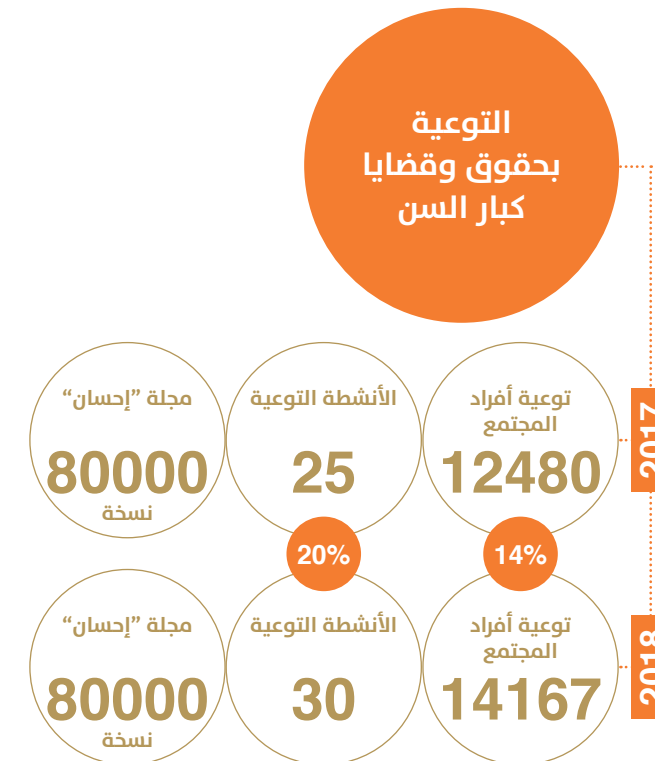 التوعية
بحقوق وقضايا
كبار السن
2017
توعية أفراد
المجتمع
12480
الأنشطة التوعية
25
مجلة ”إحسان“
80000
نسخة
14%
20%
2018
توعية أفراد
المجتمع
14167
الأنشطة التوعية
30
مجلة ”إحسان“
80000
نسخة